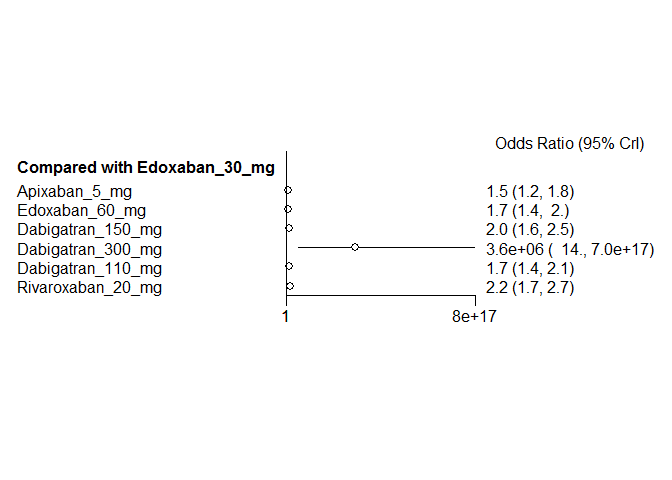 Odds Ratio (95% CrI)
Compared with Edoxaban_30_mg
Apixaban_5_mg 1.5 (1.2, 1.8)
Edoxaban_60_mg 1.7 (1.4,  2.)
Dabigatran_150_mg 2.0 (1.6, 2.5)
Dabigatran_300_mg 3.6e+06 (  14., 7.0e+17)
Dabigatran_110_mg 1.7 (1.4, 2.1)
Rivaroxaban_20_mg 2.2 (1.7, 2.7)
1 8e+17